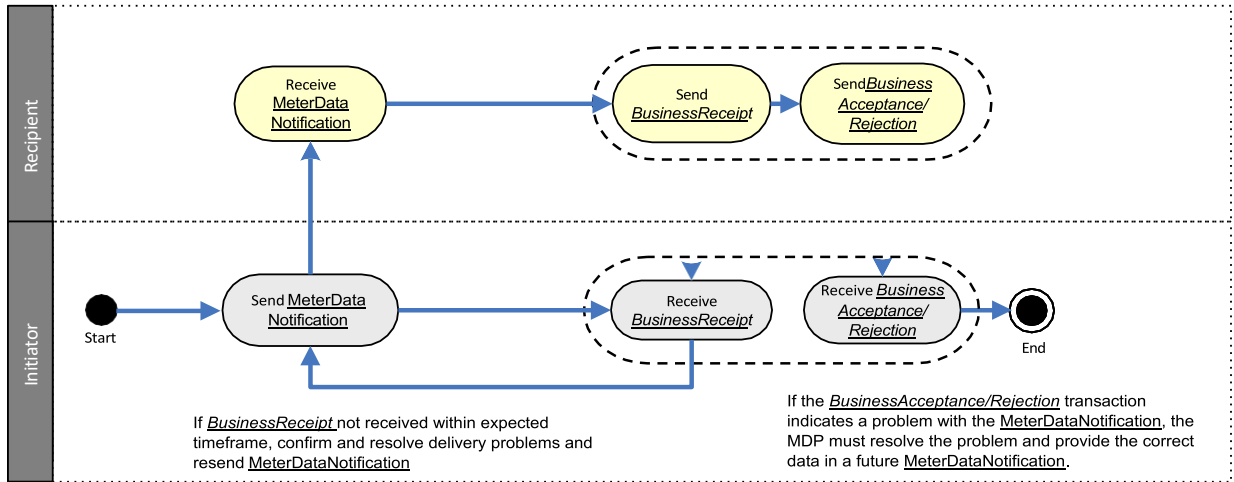 Recipient
Receive
MeterData
Notification
Send
BusinessReceipt
SendBusiness
Acceptance/
Rejection
Initiator
Start
Send MeterData
Notification
Receive
BusinessReceipt
Receive Business
Acceptance/
Rejection
End
If BusinessReceipt not received within expected
timeframe, confirm and resolve delivery problems and
resend MeterDataNotification
If the BusinessAcceptance/Rejection transaction
indicates a problem with the MeterDataNotification, the
MDP must resolve the problem and provide the correct
data in a future MeterDataNotification.